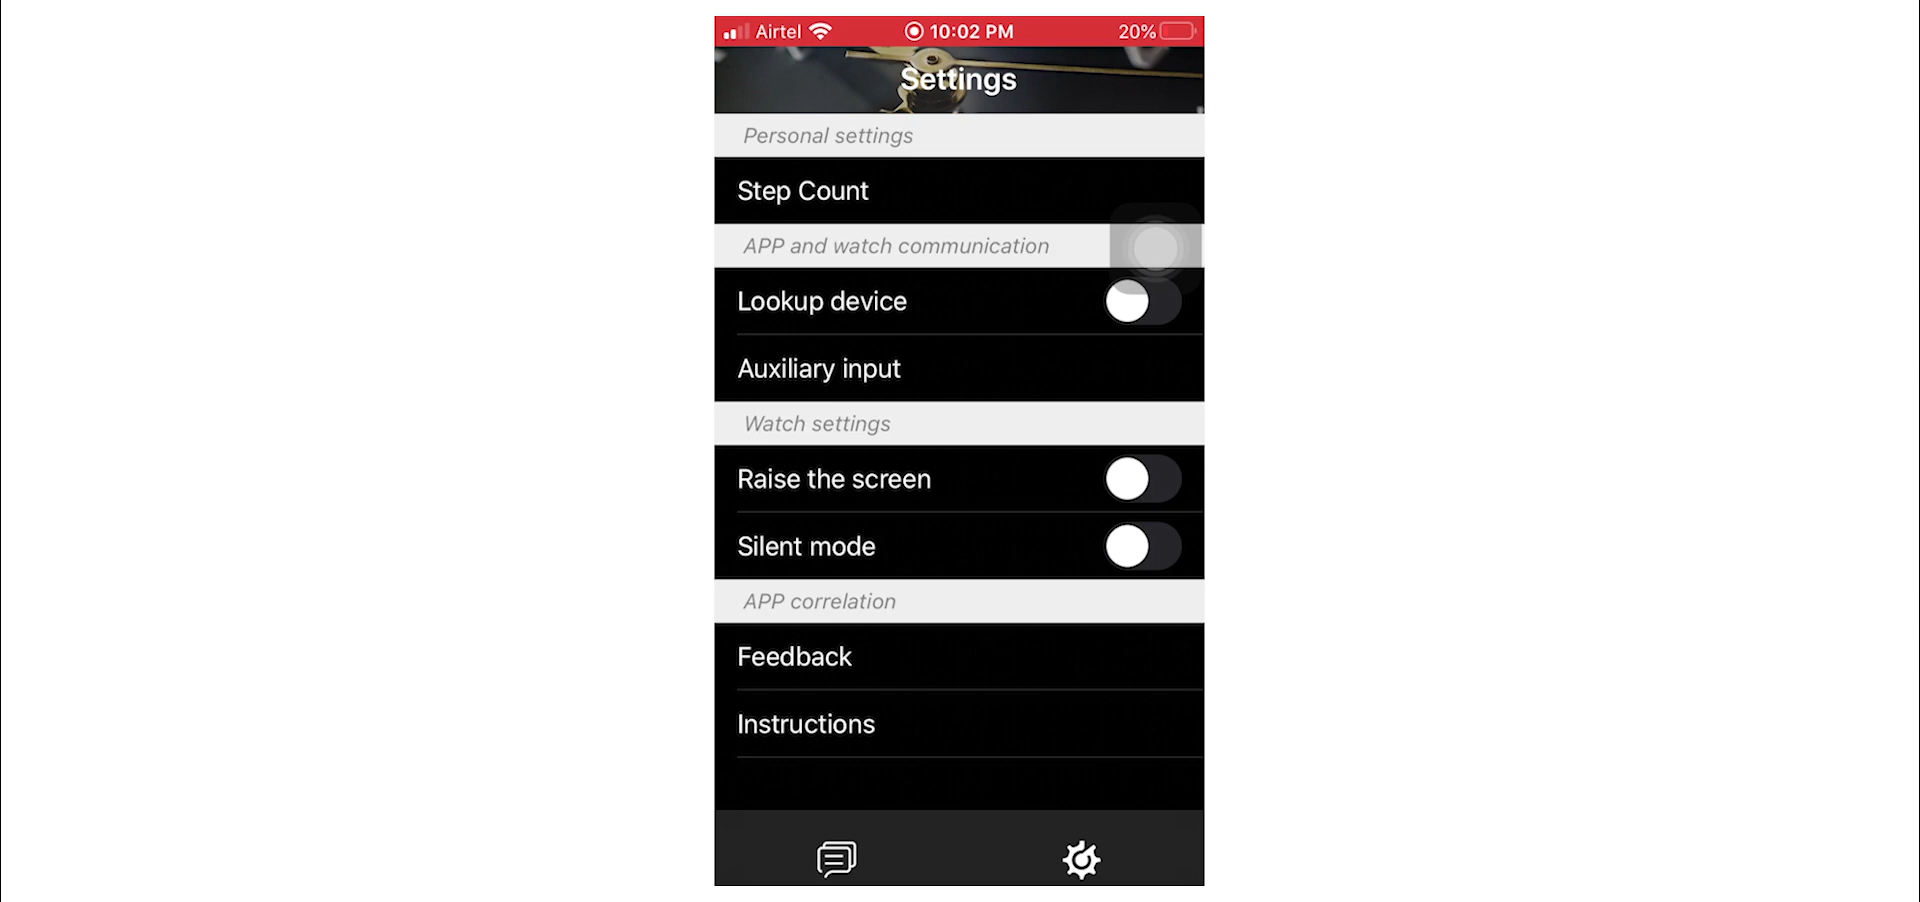 Airtel 10:02 PM 20%
Settings
Personal settings
Step Count
APP and watch communication
Lookup device
Auxiliary input
Watch settings
Raise the screen
Silent mode
APP correlation
Feedback
Instructions